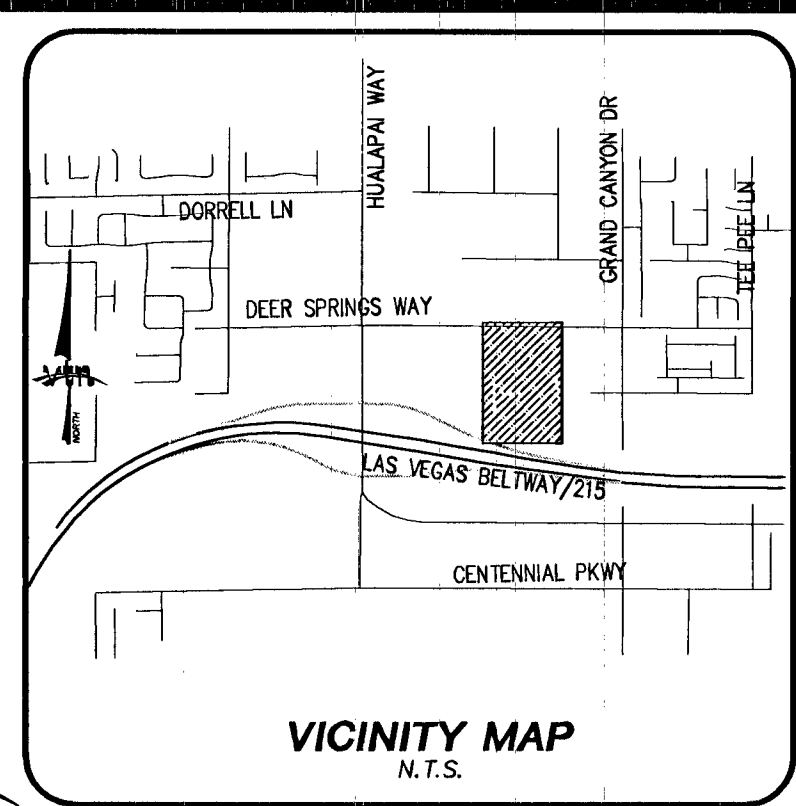 HUALAPAI WAY
GRAND CANYON DR
TEE PEE LN
DORRELL LN
DEER SPRINGS WAY
NORTH
LAS VEGAS BELTWAY/215
CENTENNIAL PKWY
VICINITY MAP
N.T.S.